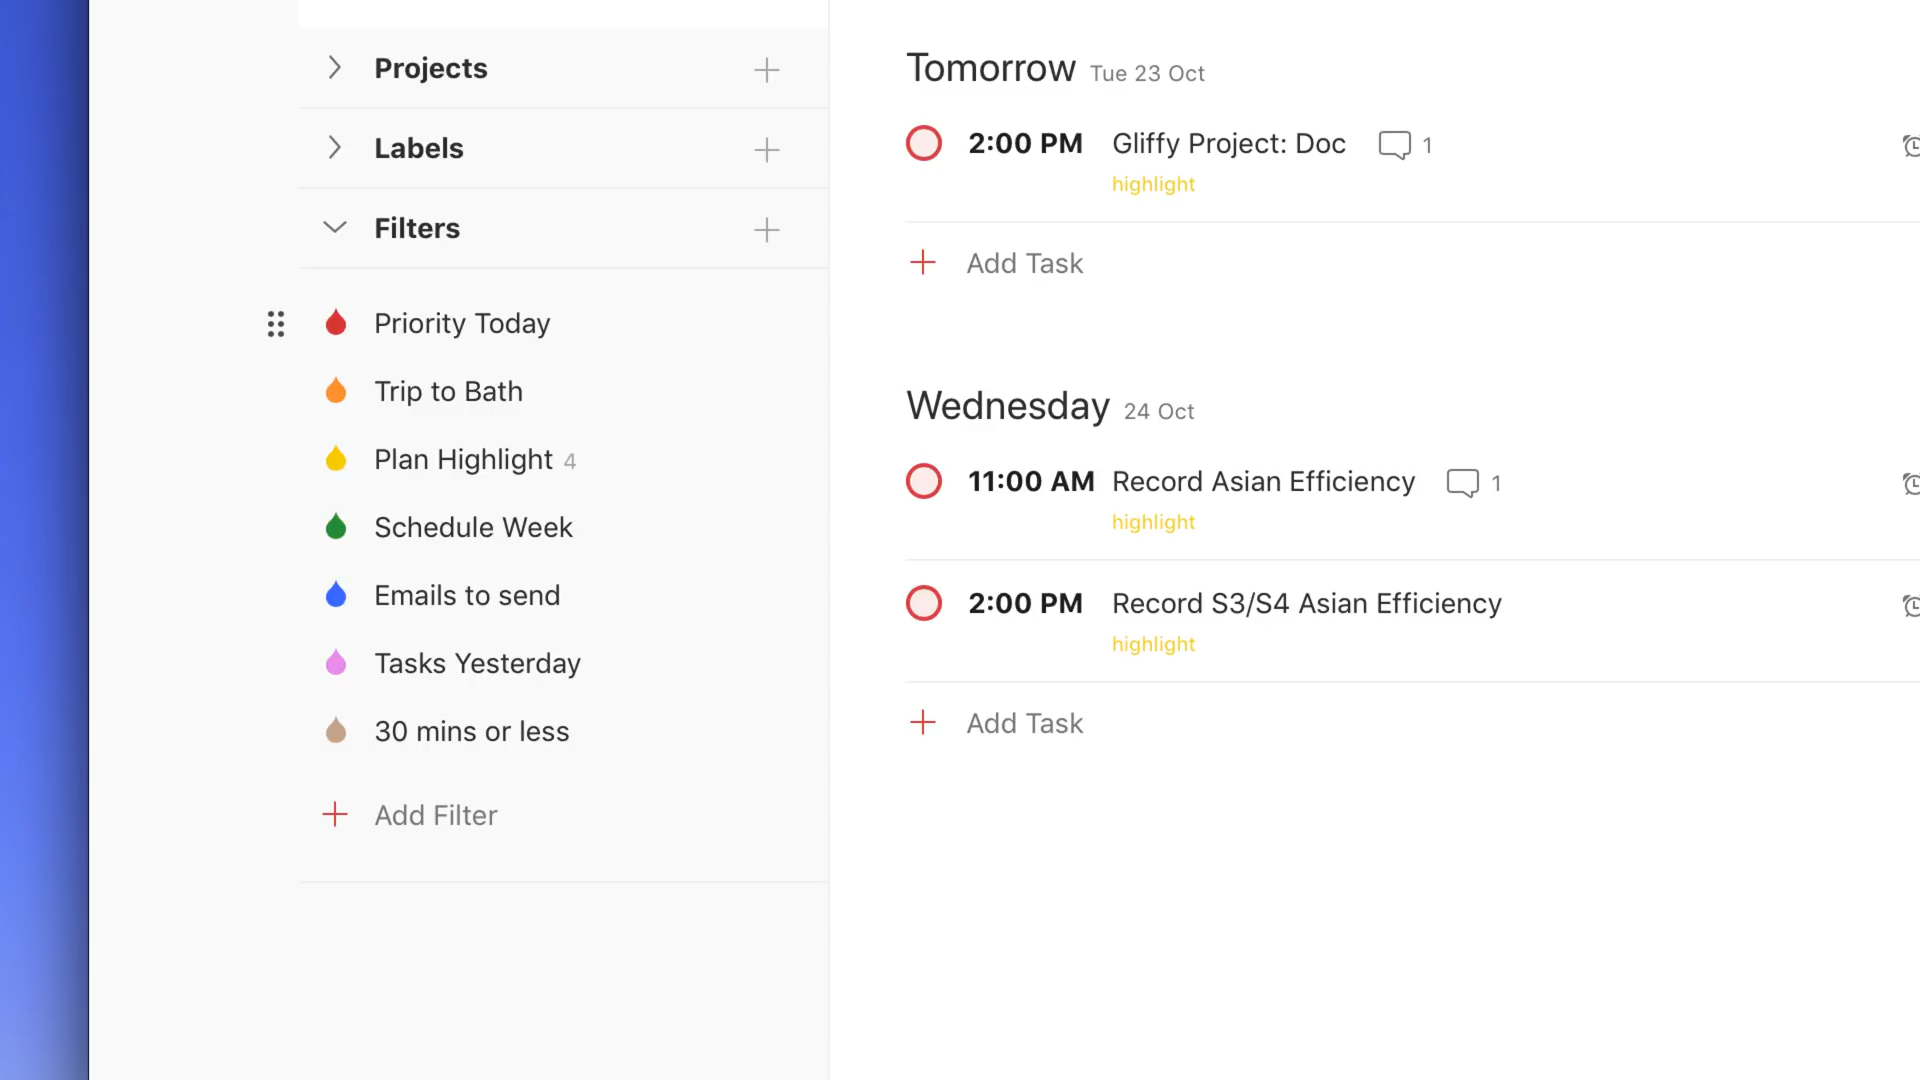 Projects
Labels
Filters
Priority Today
Trip to Bath
Plan Highlight 4
Schedule Week
Emails to send
Tasks Yesterday
30 mins or less
Add Filter
Tomorrow Tue 23 Oct
2:00 PM Gliffy Project: Doc 1
highlight
Add Task
Wednesday 24 Oct
11:00 AM Record Asian Efficiency 1
highlight
2:00 PM Record S3/S4 Asian Efficiency
highlight
Add Task